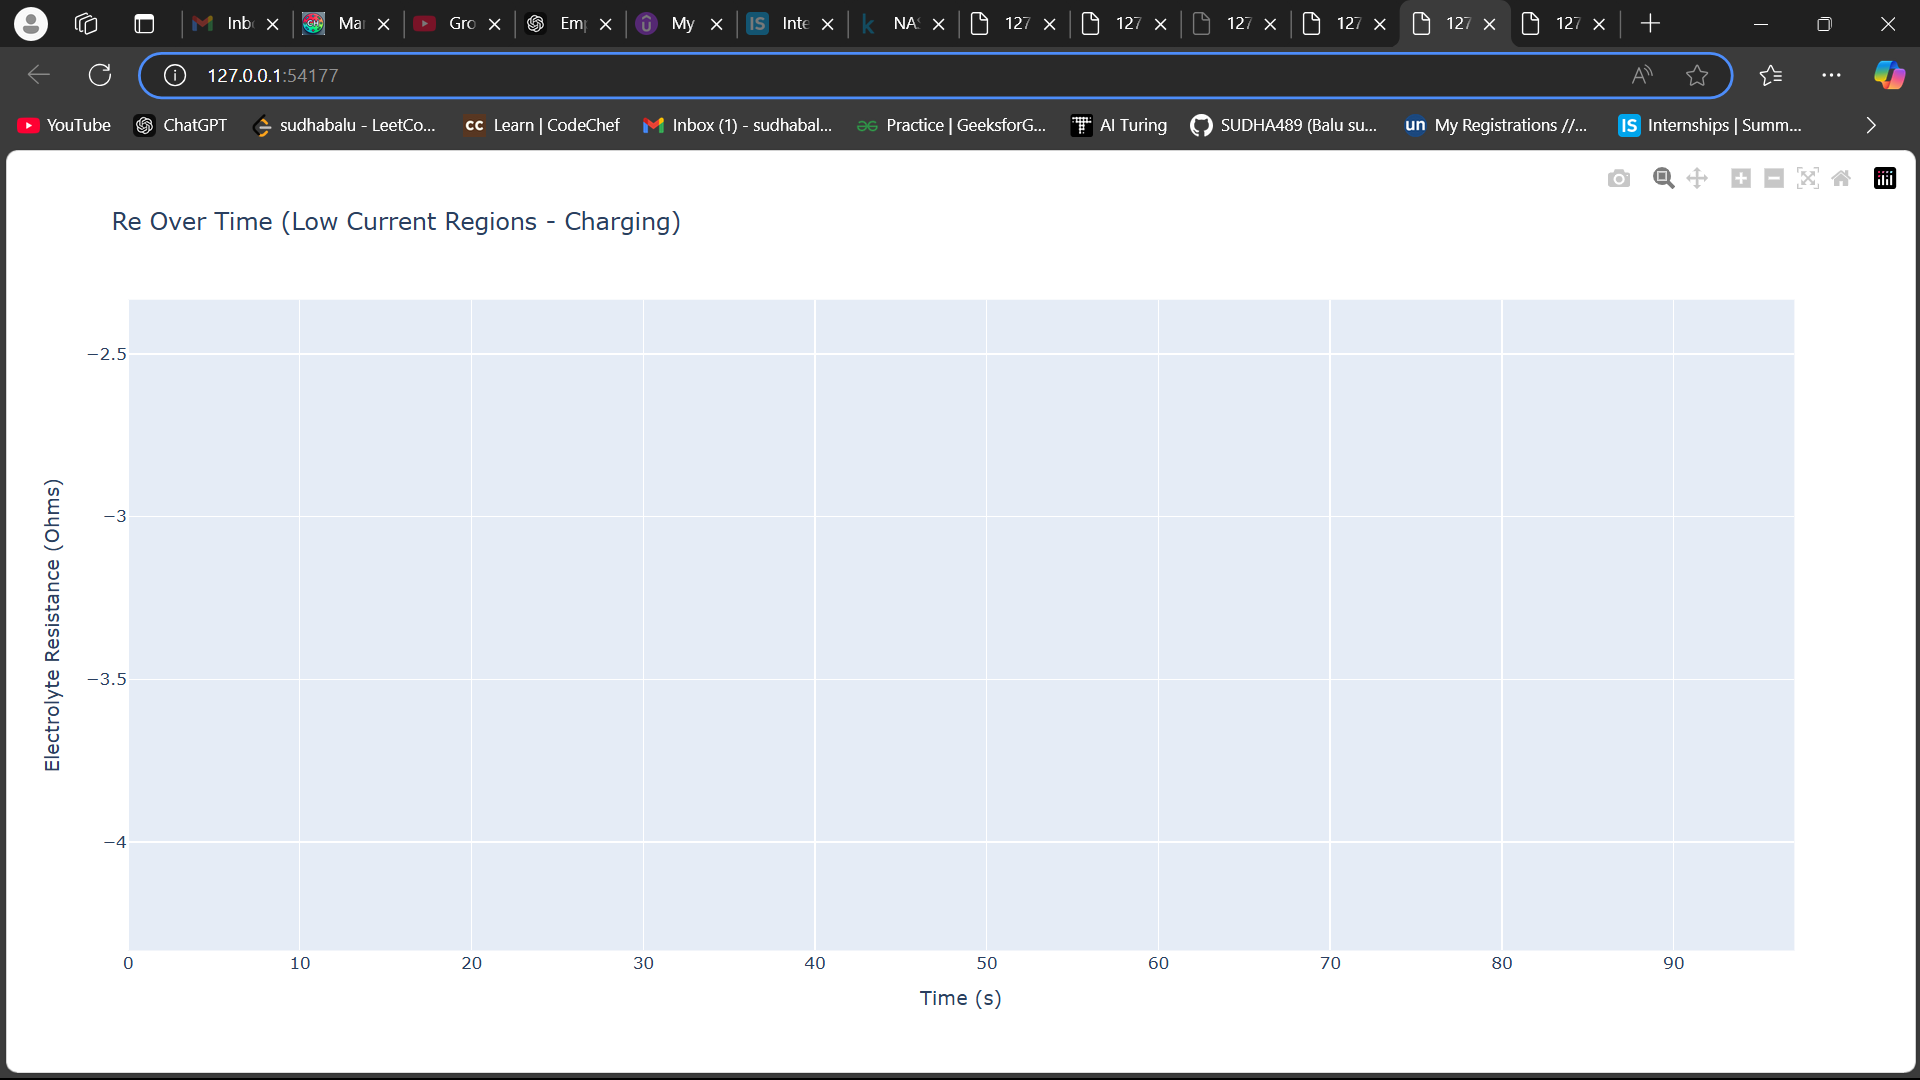 Inb
Ma
Gro
Em
My
Inte
NA
127
127
127
127
127
127
127.0.0.1:54177
YouTube
ChatGPT
sudhabalu - LeetCo...
Learn | CodeChef
Inbox (1) - sudhabal...
Practice | GeeksforG...
AI Turing
SUDHA489 (Balu su...
My Registrations //...
Internships | Summ...
Re Over Time (Low Current Regions - Charging)
Electrolyte Resistance (Ohms)
−2.5
−3
−3.5
−4
0 10 20 30 40 50 60 70 80 90
Time (s)